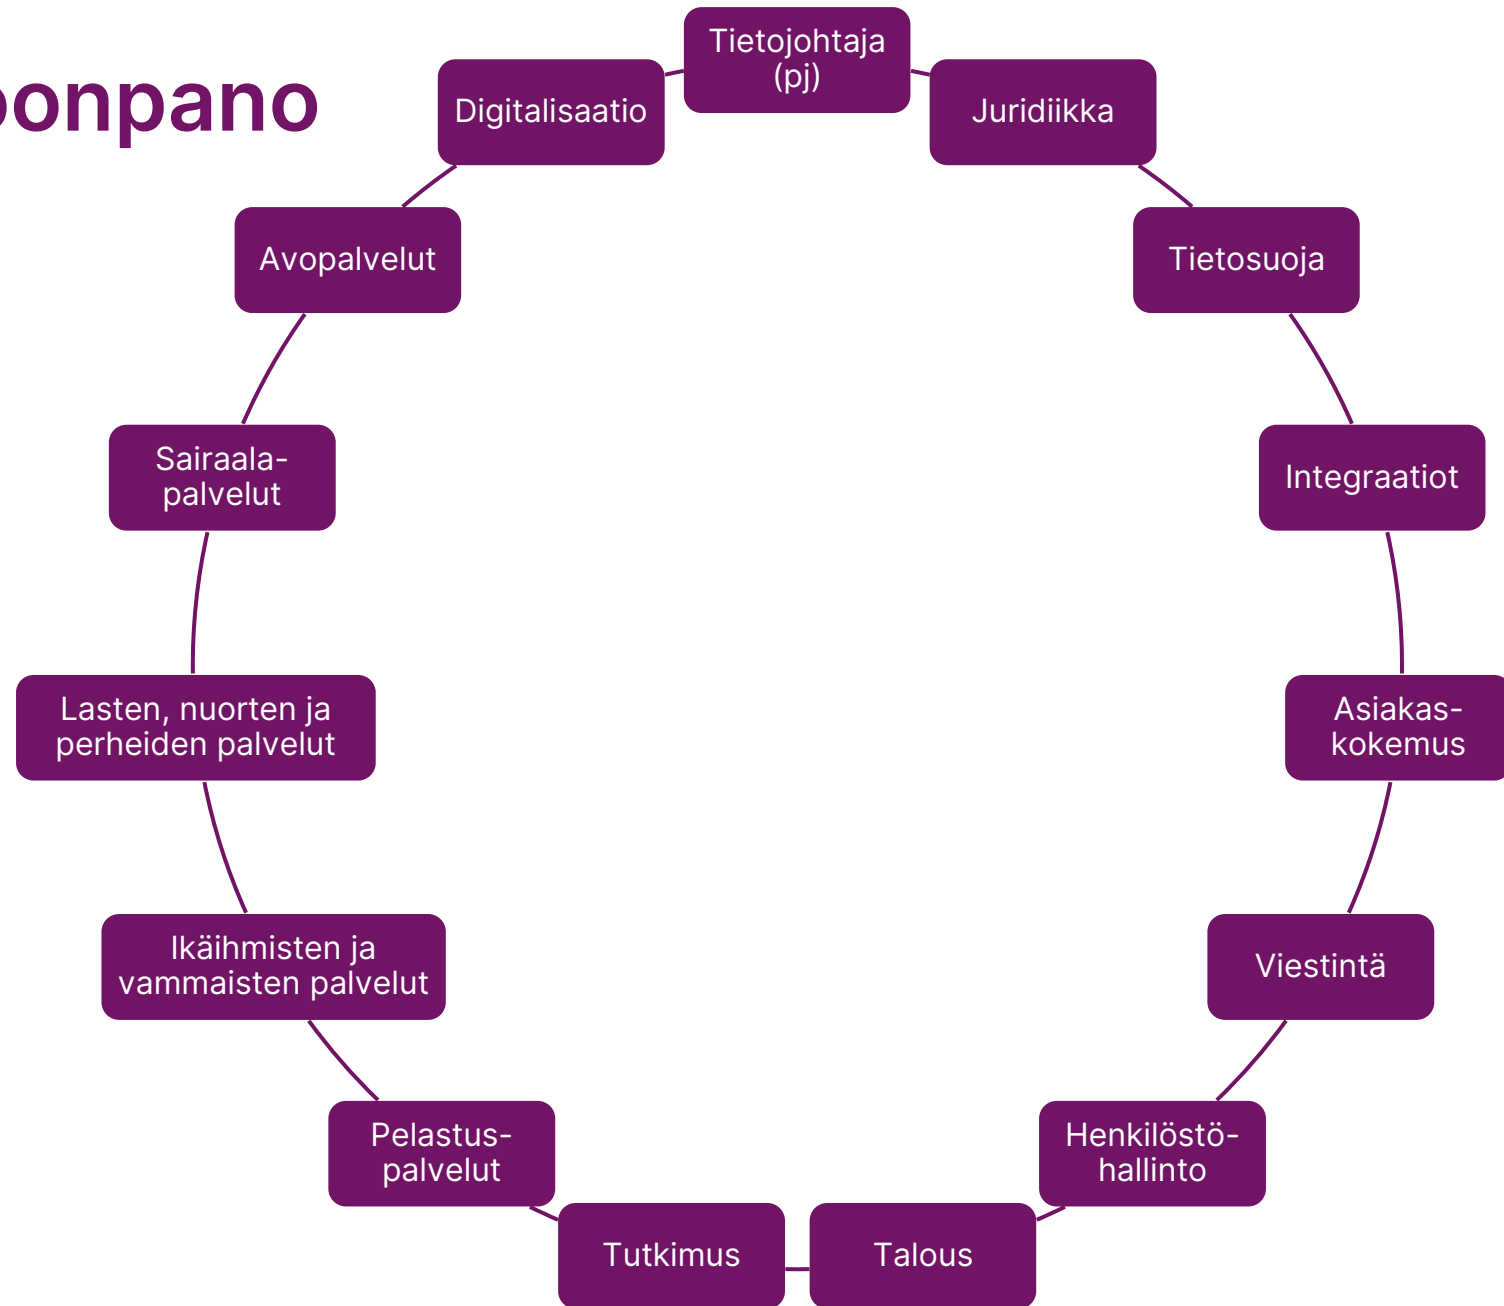 oonpano
Tietojohtaja
(pj)
Juridiikka
Tietosuoja
Integraatiot
Asiakas-
kokemus
Viestintä
Henkilöstö-
hallinto
Talous
Tutkimus
Pelastus-
palvelut
Ikäihmisten ja
vammaisten palvelut
Lasten, nuorten ja
perheiden palvelut
Sairaala-
palvelut
Avopalvelut
Digitalisaatio